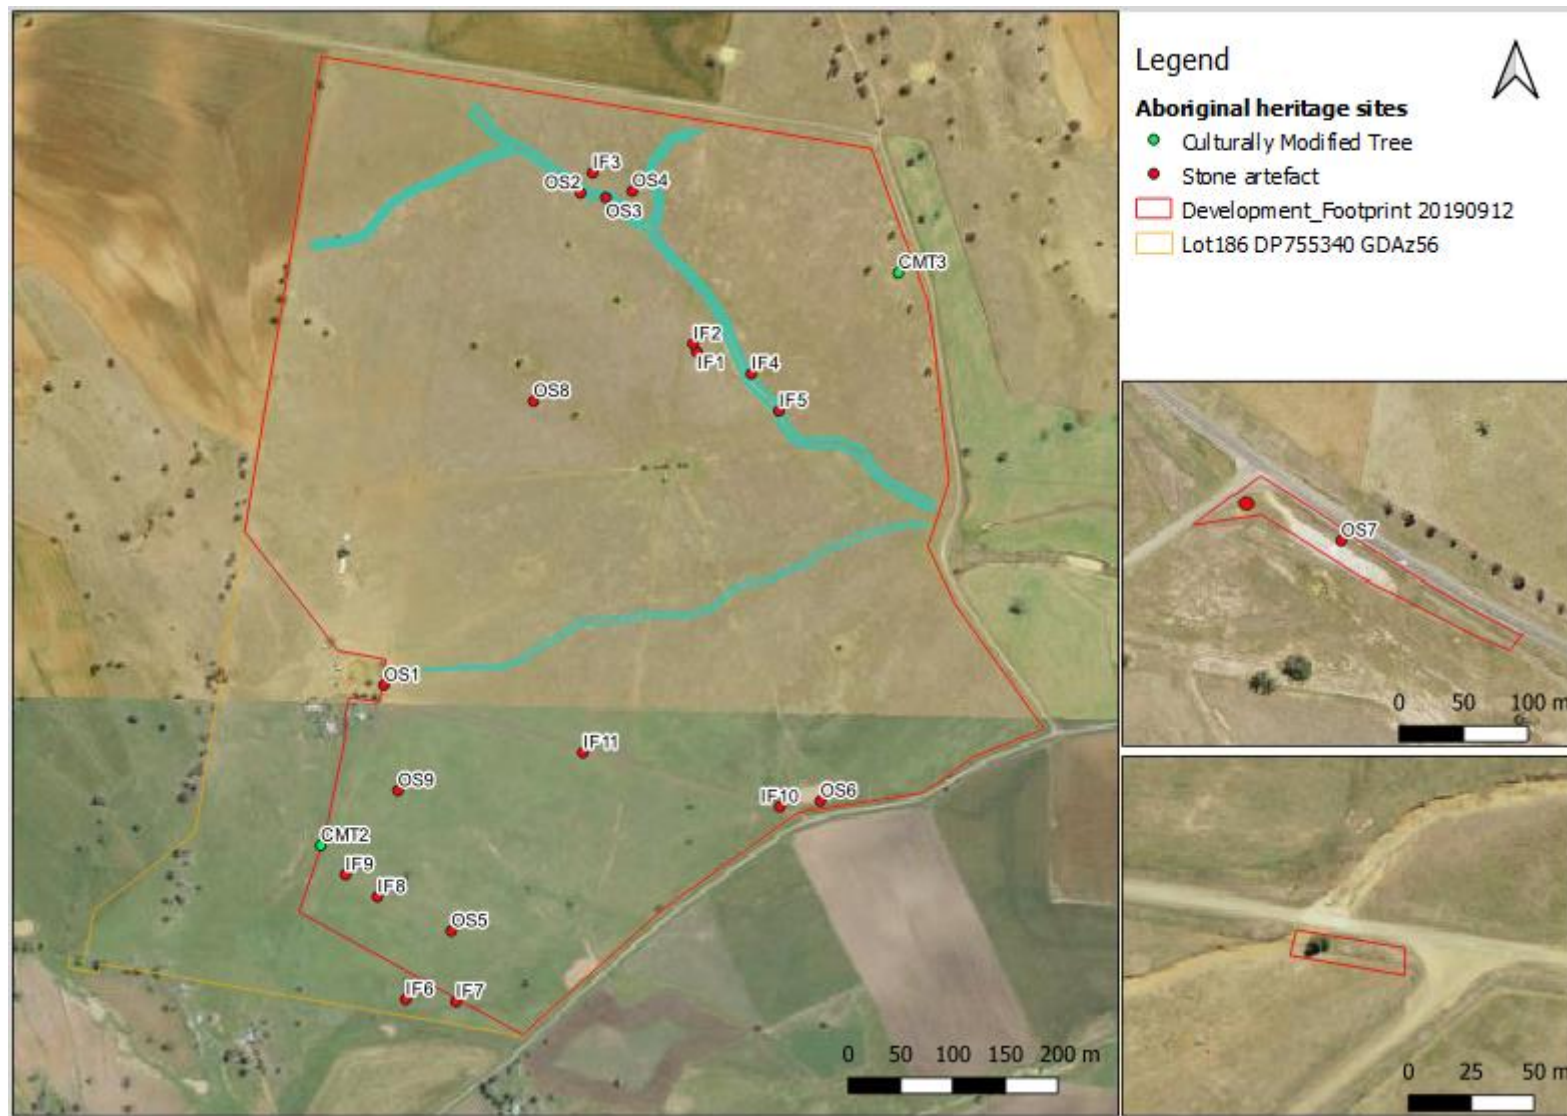 Legend
Aboriginal heritage sites
Culturally Modified Tree
Stone artefact
Development_Footprint 20190912
Lot186 DP755340 GDAz56
IF3
OS2
OS4
OS3
CMT3
IF2
IF1
IF4
OS8
IF5
OS1
IF11
OS9
IF10
OS6
CMT2
IF9
IF8
OS5
IF6
IF7
0 50 100 150 200 m
OS7
0 50 100 m
0 25 50 m